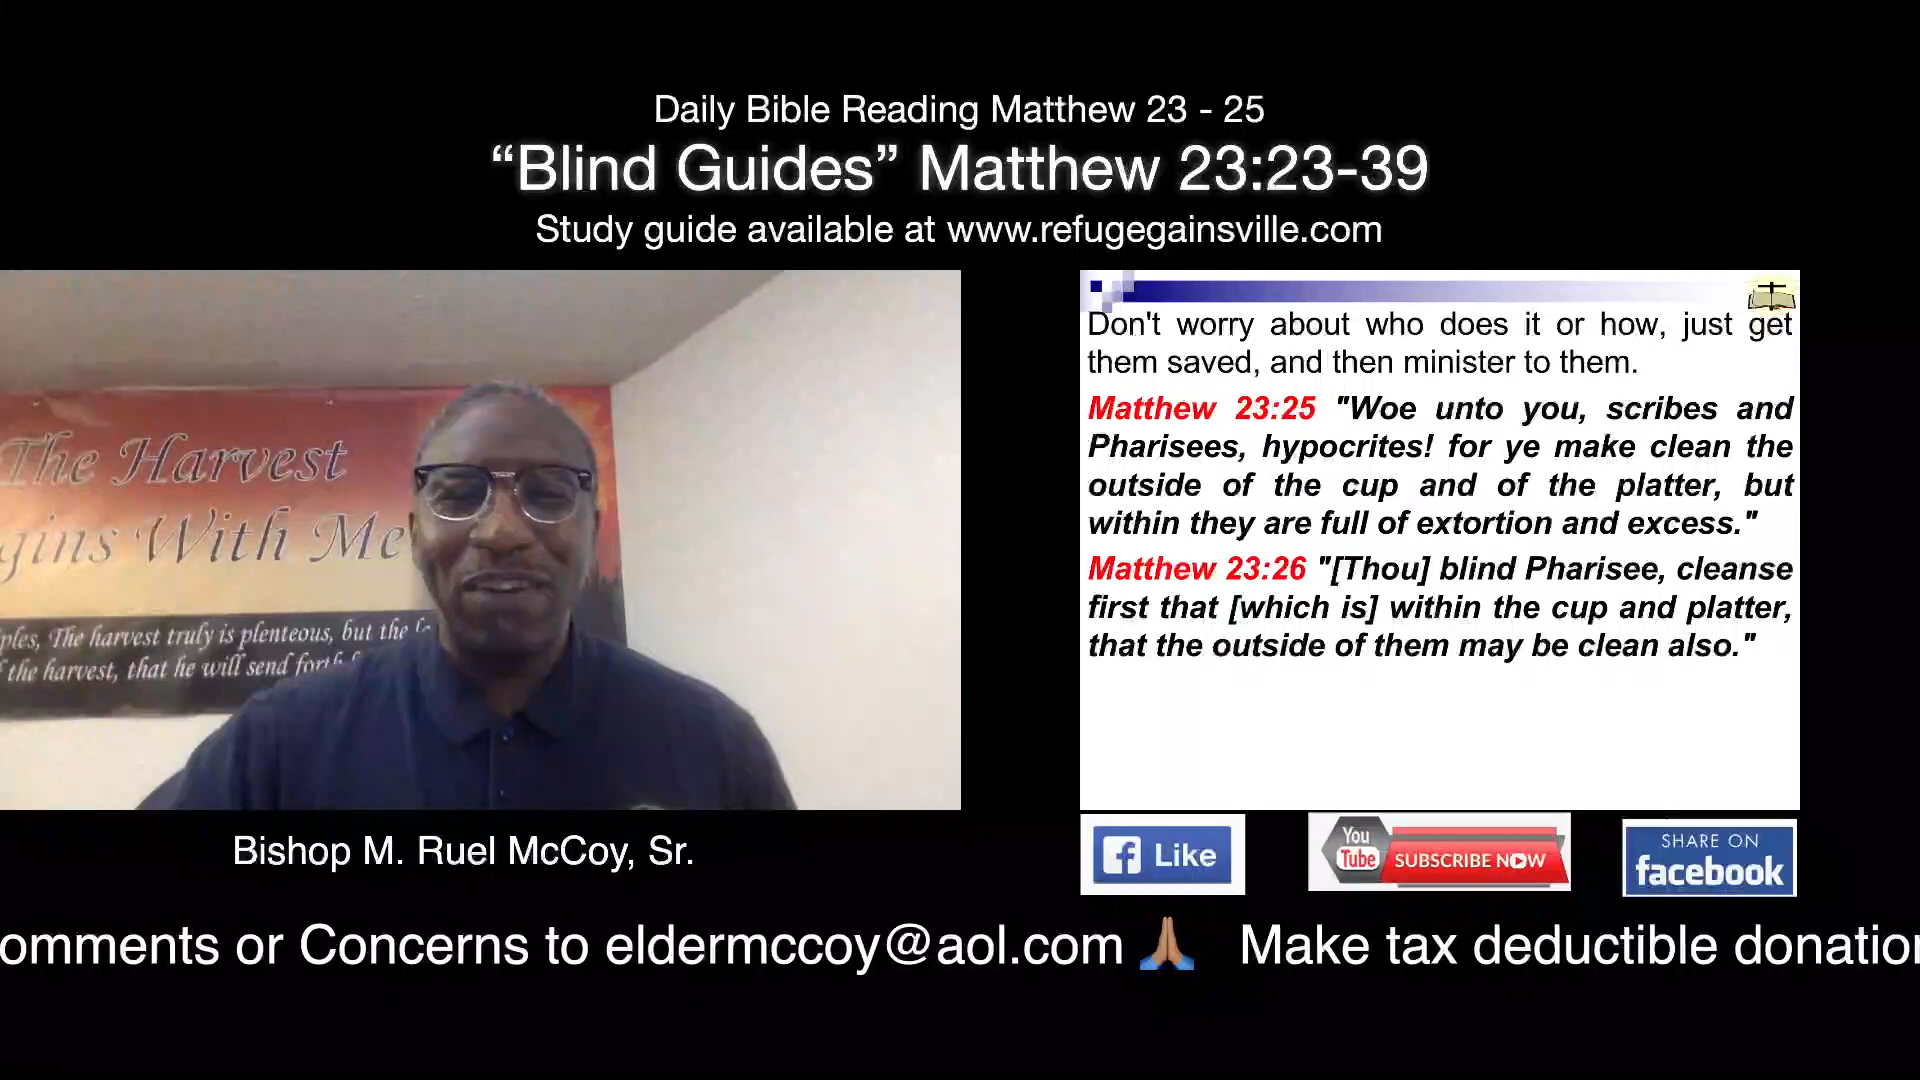 Daily Bible Reading Matthew 23 - 25
“Blind Guides” Matthew 23:23-39
Study guide available at www.refugegainsville.com
The Harvest
gins With Me
ples, The harvest truly is plenteous, but the
the harvest, that he will send forth
Don't worry about who does it or how, just get
them saved, and then minister to them.
Matthew 23:25 "Woe unto you, scribes and
Pharisees, hypocrites! for ye make clean the
outside of the cup and of the platter, but
within they are full of extortion and excess."
Matthew 23:26 "[Thou] blind Pharisee, cleanse
first that [which is] within the cup and platter,
that the outside of them may be clean also."
Bishop M. Ruel McCoy, Sr.
f Like
You
Tube SUBSCRIBE NOW
SHARE ON
facebook
omments or Concerns to eldermccoy@aol.com 🙏🏽 Make tax deductible donation